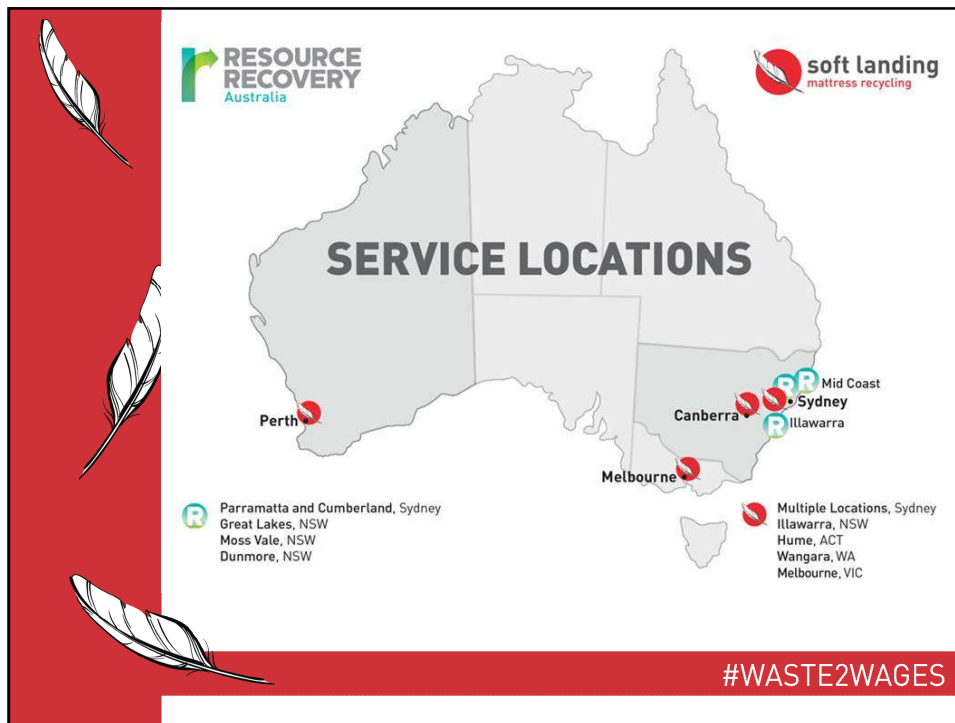 RESOURCE
RECOVERY
Australia
soft landing
mattress recycling
SERVICE LOCATIONS
R
R
Mid Coast
Sydney
Perth
Canberra
R
Illawarra
Melbourne
R
Parramatta and Cumberland, Sydney
Great Lakes, NSW
Moss Vale, NSW
Dunmore, NSW
Multiple Locations, Sydney
Illawarra, NSW
Hume, ACT
Wangara, WA
Melbourne, VIC
#WASTE2WAGES